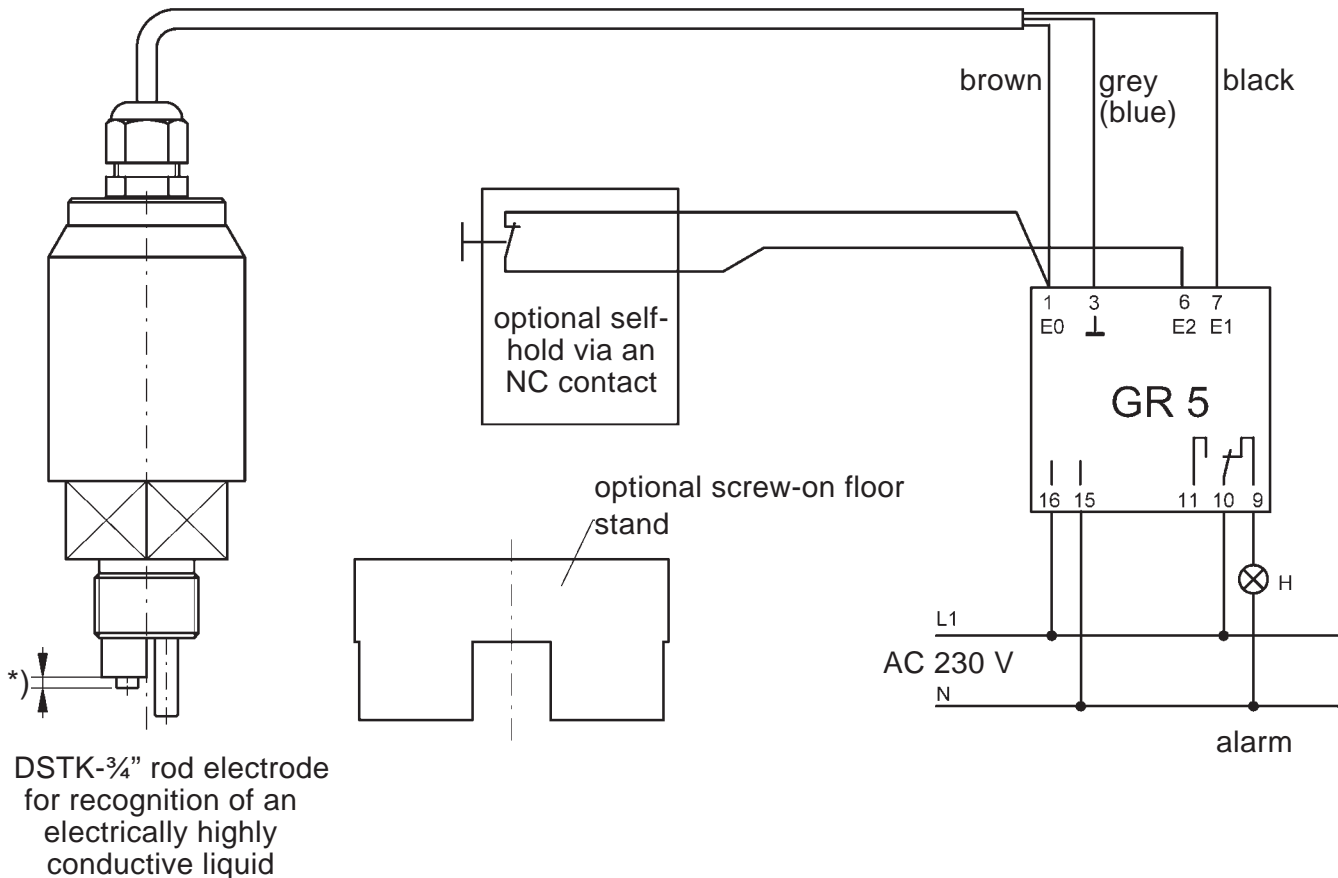 brown
grey
(blue)
black
optional self-
hold via an
NC contact
1 3 6 7
E0 E2 E1
GR 5
16 15 11 10 9
optional screw-on floor
stand
H
L1
AC 230 V
N
alarm
*)
DSTK-¾” rod electrode
for recognition of an
electrically highly
conductive liquid